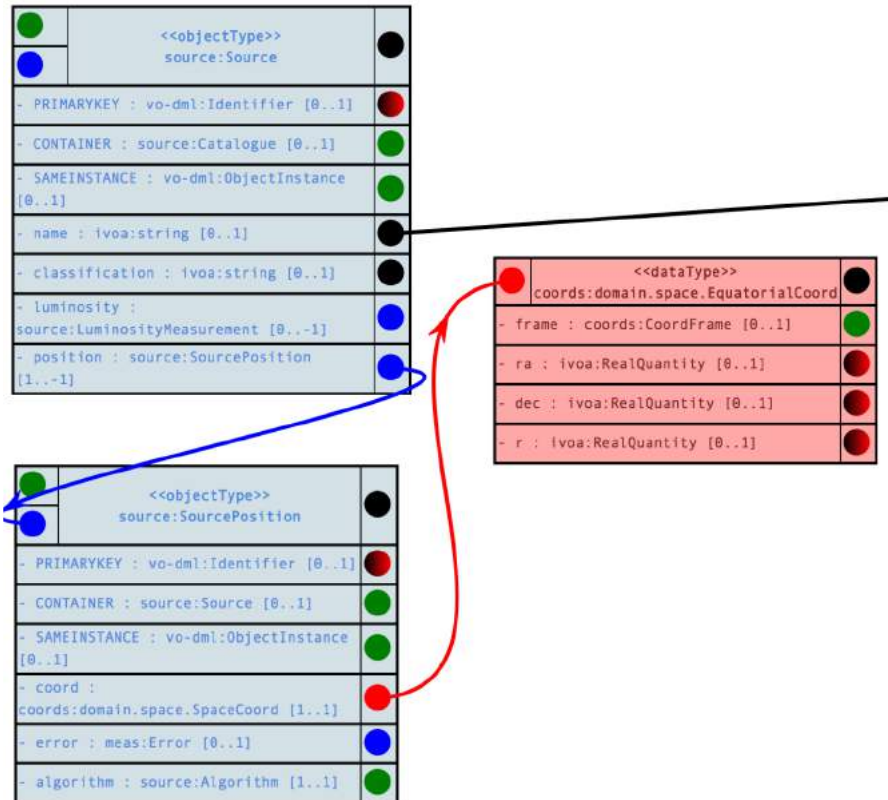 <<objectType>>
source:Source
- PRIMARYKEY : vo-dml:Identifier [0..1]
- CONTAINER : source:Catalogue [0..1]
- SAMEINSTANCE : vo-dml:ObjectInstance
[0..1]
- name : ivoa:string [0..1]
- classification : ivoa:string [0..1]
- luminosity :
source:LuminosityMeasurement [0..-1]
- position : source:SourcePosition
[1..-1]
<<dataType>>
coords:domain.space.EquatorialCoord
- frame : coords:CoordFrame [0..1]
- ra : ivoa:RealQuantity [0..1]
- dec : ivoa:RealQuantity [0..1]
- r : ivoa:RealQuantity [0..1]
<<objectType>>
source:SourcePosition
- PRIMARYKEY : vo-dml:Identifier [0..1]
- CONTAINER : source:Source [0..1]
- SAMEINSTANCE : vo-dml:ObjectInstance
[0..1]
- coord :
coords:domain.space.SpaceCoord [1..1]
- error : meas:Error [0..1]
- algorithm : source:Algorithm [1..1]